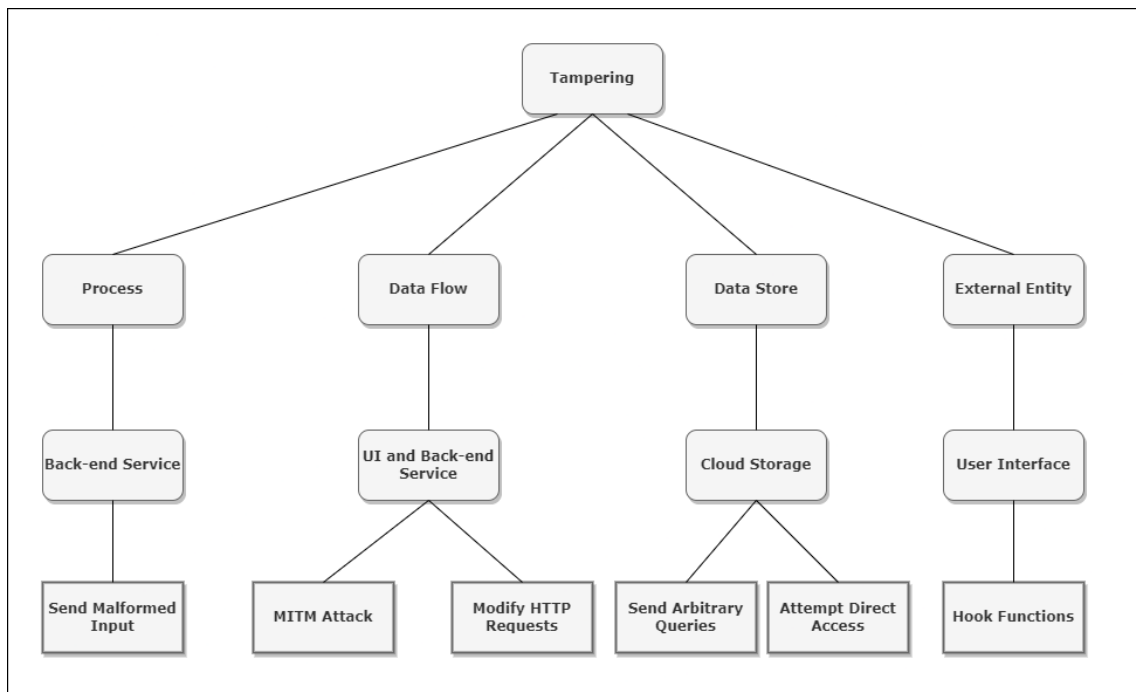 Tampering
Process
Data Flow
Data Store
External Entity
Back-end Service
UI and Back-end
Service
Cloud Storage
User Interface
Send Malformed
Input
MITM Attack
Modify HTTP
Requests
Send Arbitrary
Queries
Attempt Direct
Access
Hook Functions